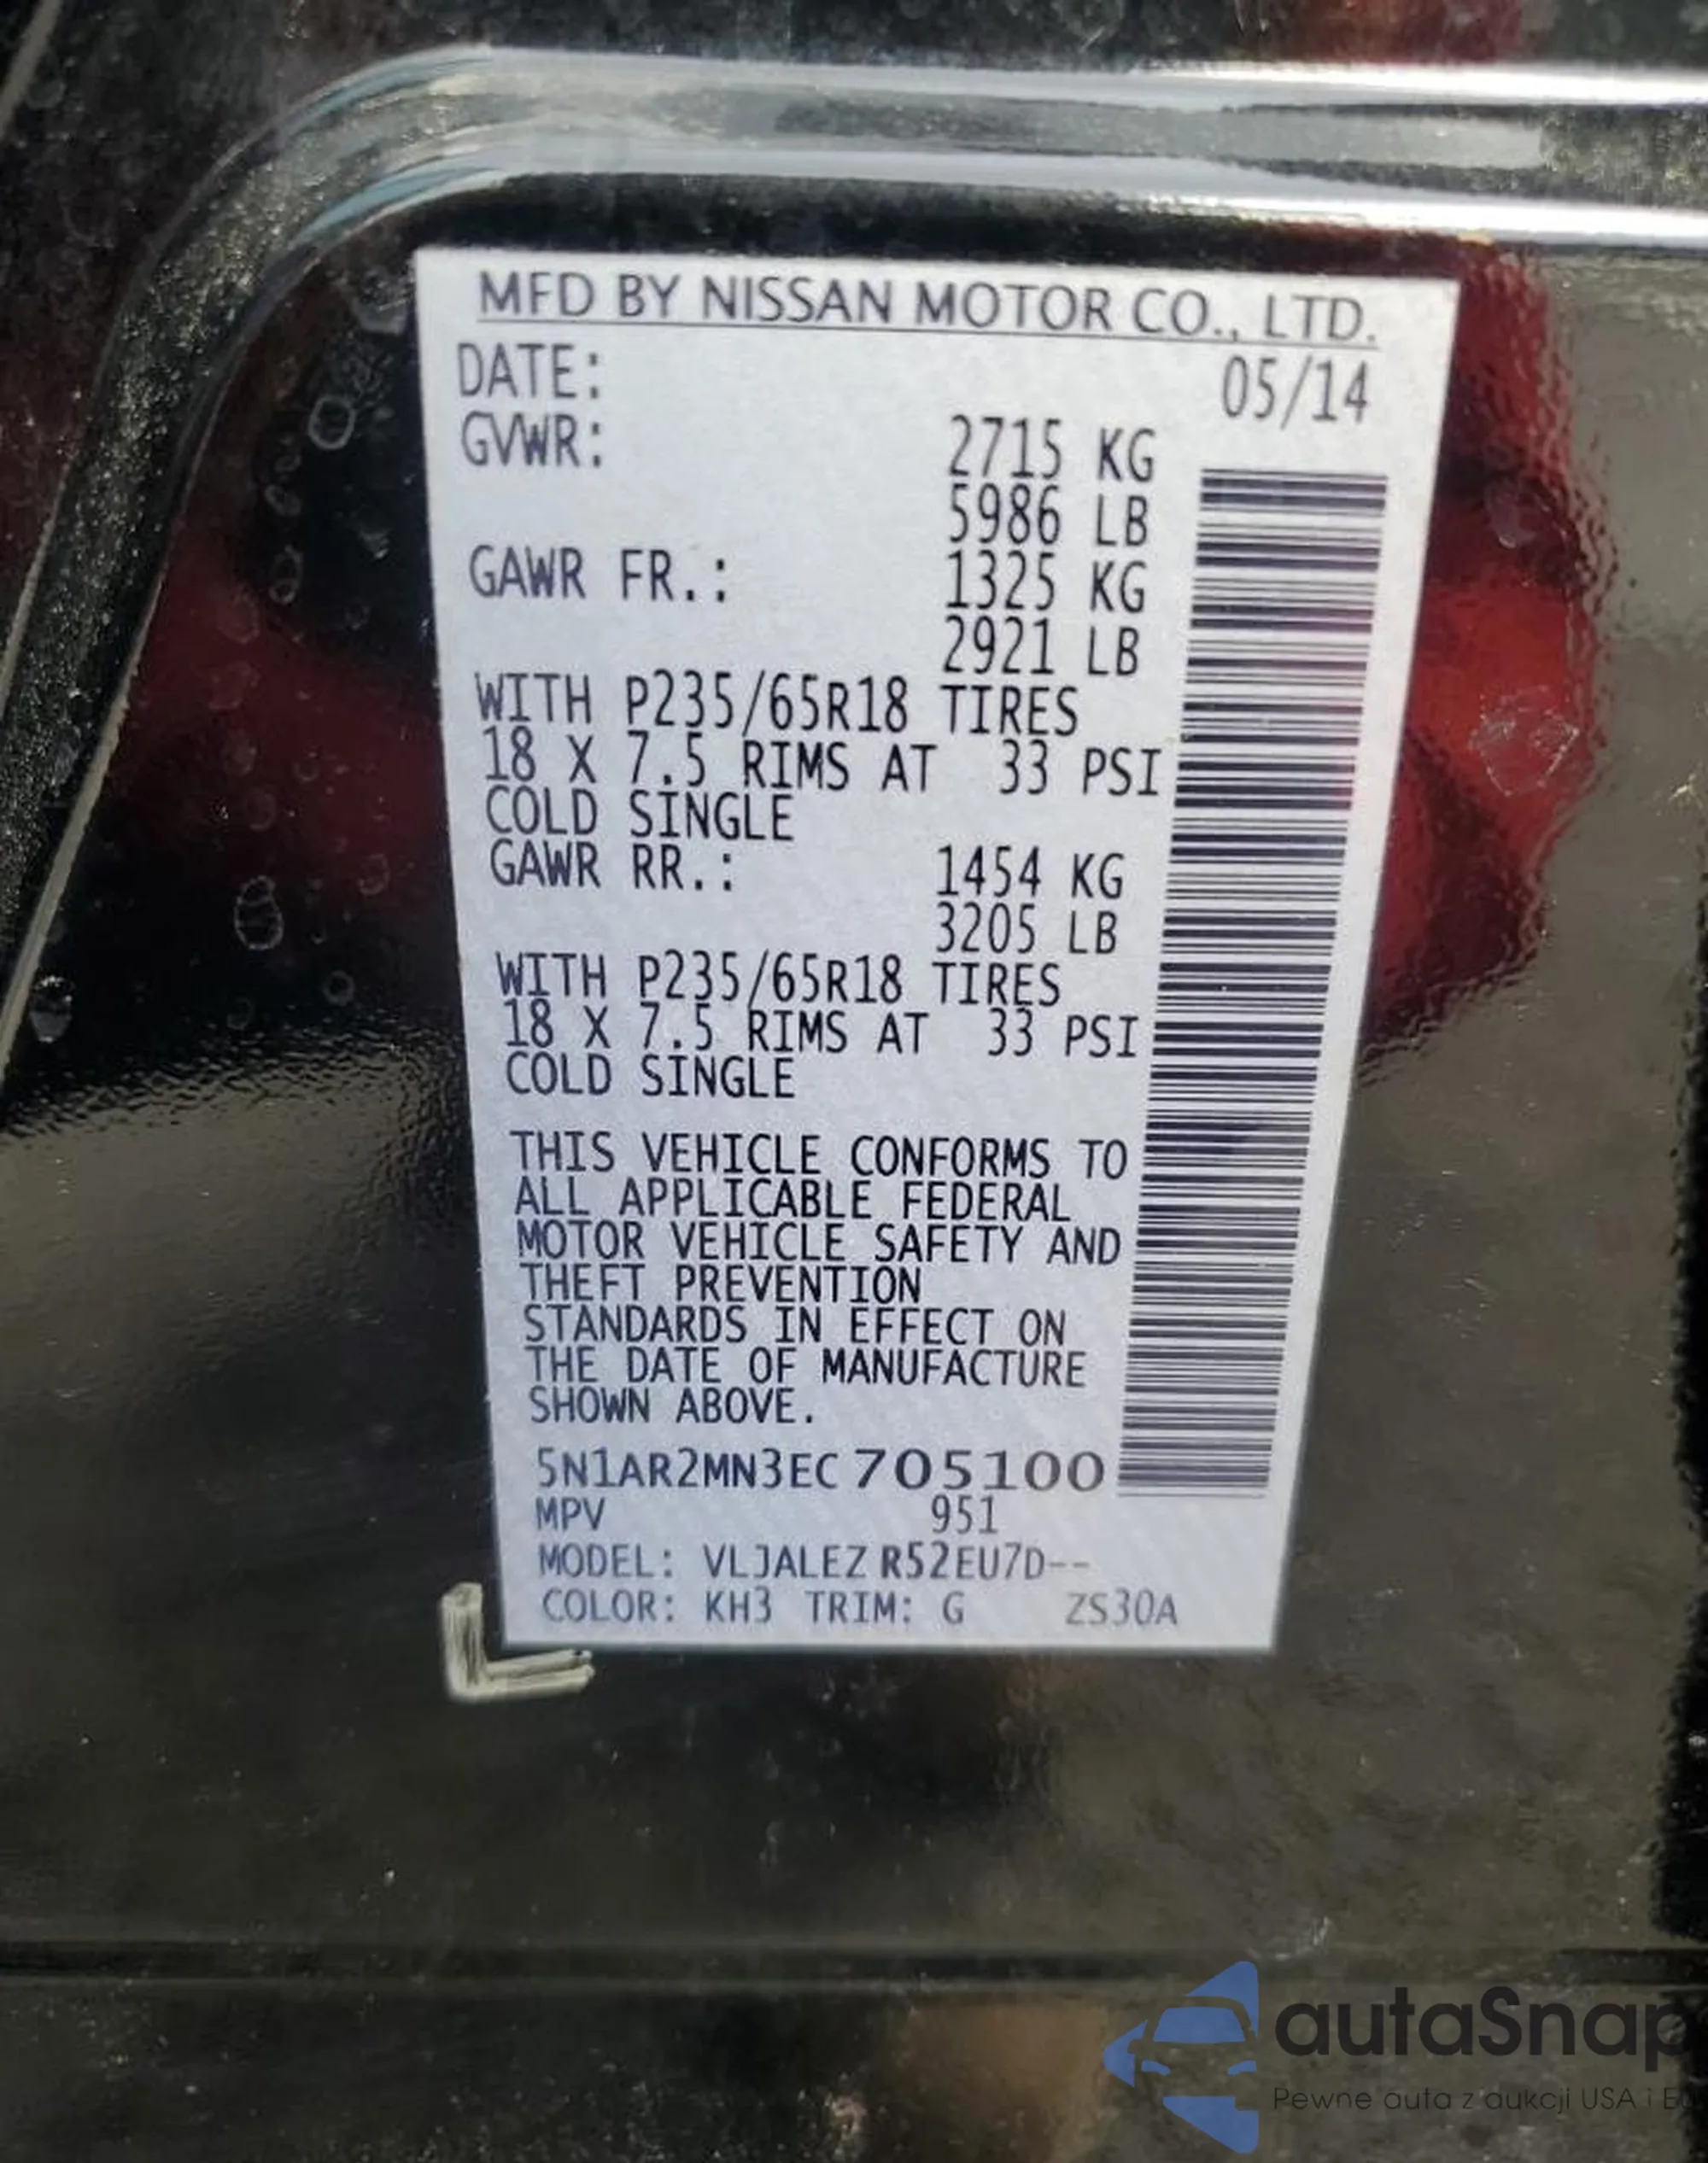 MFD BY NISSAN MOTOR CO., LTD.
DATE: 05/14
GVWR: 2715 KG
5986 LB
GAWR FR.: 1325 KG
2921 LB
WITH P235/65R18 TIRES
18 X 7.5 RIMS AT 33 PSI
COLD SINGLE
GAWR RR.: 1454 KG
3205 LB
WITH P235/65R18 TIRES
18 X 7.5 RIMS AT 33 PSI
COLD SINGLE
THIS VEHICLE CONFORMS TO
ALL APPLICABLE FEDERAL
MOTOR VEHICLE SAFETY AND
THEFT PREVENTION
STANDARDS IN EFFECT ON
THE DATE OF MANUFACTURE
SHOWN ABOVE.
5N1AR2MN3EC705100
MPV 951
MODEL: VLJALEZ R52EU7D--
COLOR: KH3 TRIM: G ZS30A
autaSnap
Pewne auta z aukcji USA i E